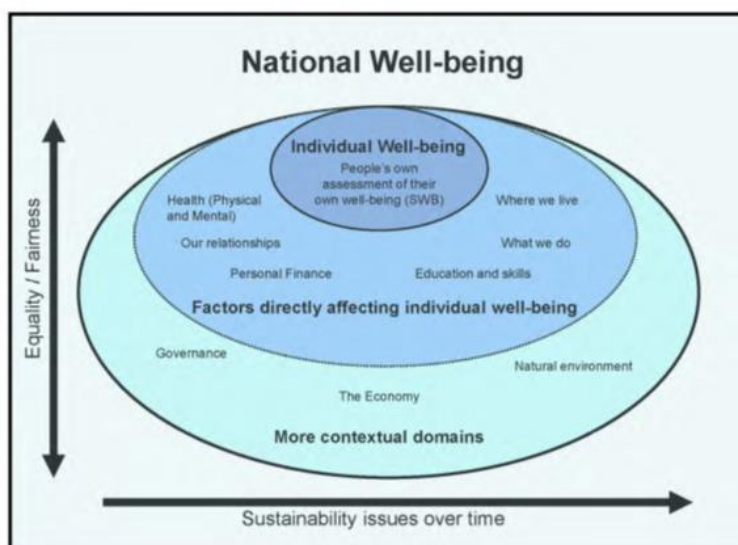 National Well-being
Individual Well-being
People's own
assessment of their
own well-being (SWB)
Health (Physical
and Mental)
Where we live
Our relationships
What we do
Personal Finance
Education and skills
Factors directly affecting individual well-being
Governance
Natural environment
The Economy
More contextual domains
Equality / Fairness
Sustainability issues over time